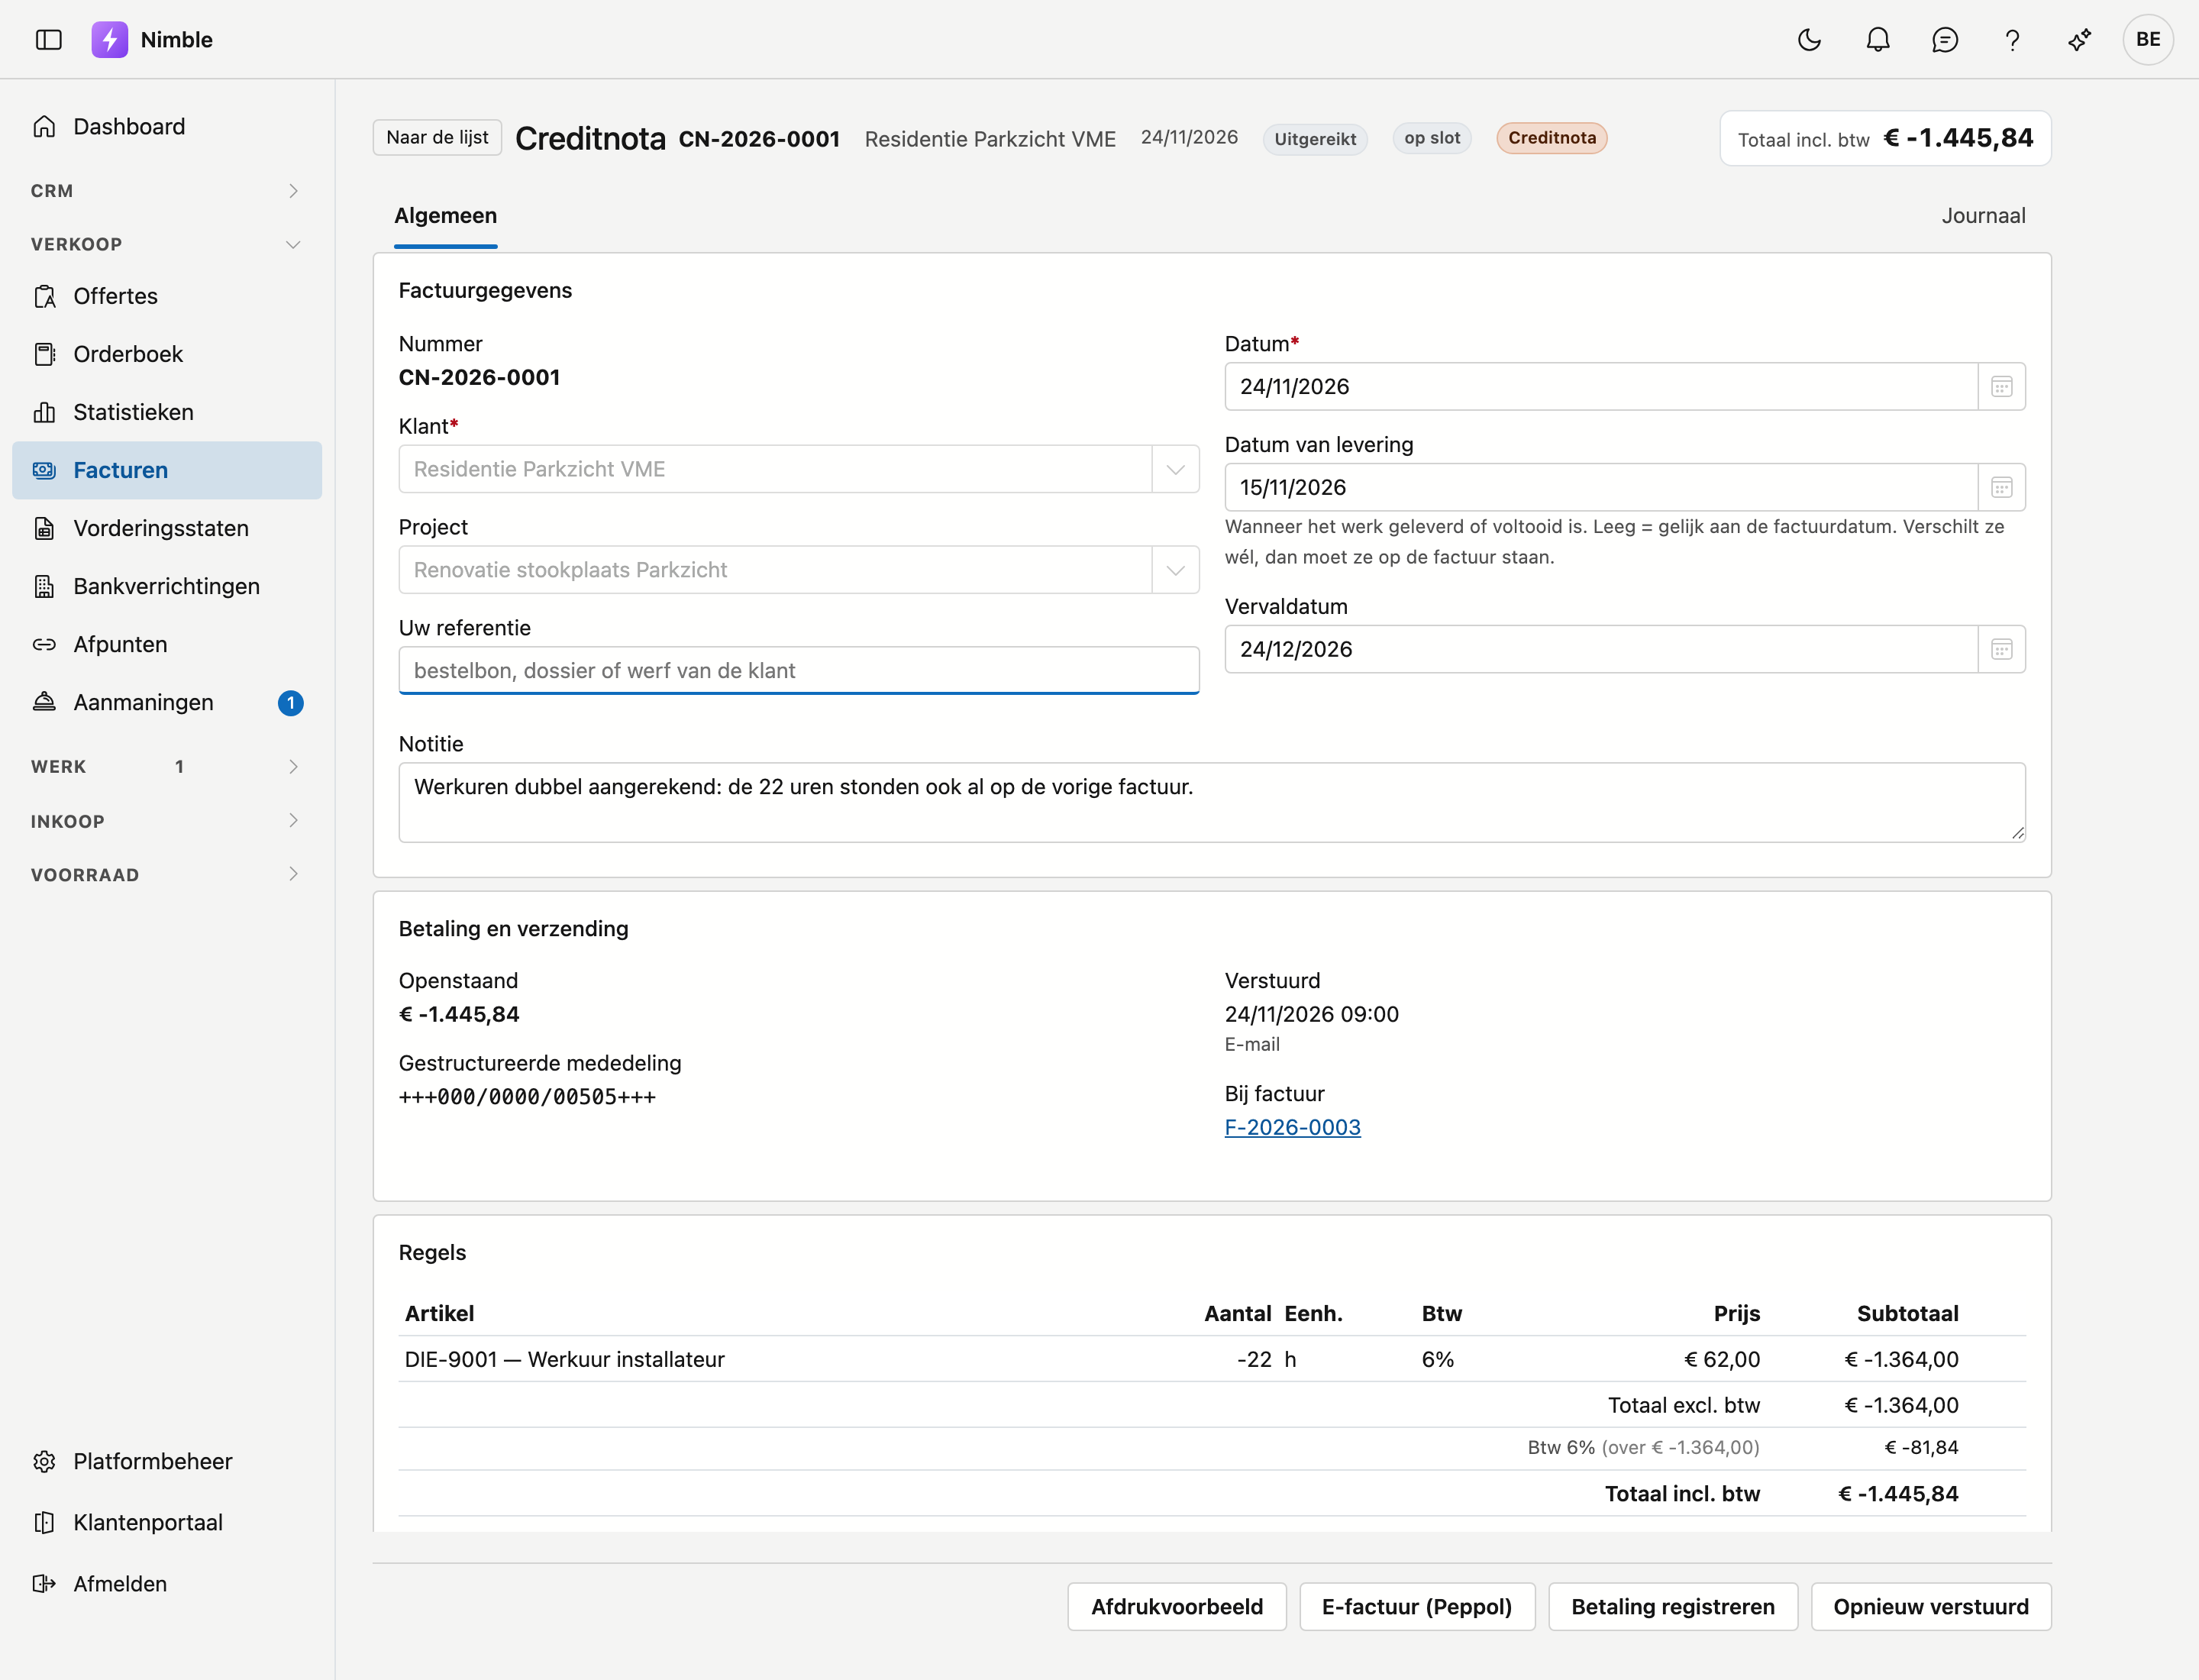 Nimble
BE
Dashboard
CRM
VERKOOP
Offertes
Orderboek
Statistieken
Facturen
Vorderingsstaten
Bankverrichtingen
Afpunten
Aanmaningen 1
WERK 1
INKOOP
VOORRAAD
Platformbeheer
Klantenportaal
Afmelden
Naar de lijst Creditnota CN-2026-0001 Residentie Parkzicht VME 24/11/2026 Uitgereikt op slot Creditnota Totaal incl. btw € -1.445,84
Algemeen Journaal
Factuurgegevens
Nummer
CN-2026-0001
Klant*
Residentie Parkzicht VME
Project
Renovatie stookplaats Parkzicht
Uw referentie
bestelbon, dossier of werf van de klant
Datum*
24/11/2026
Datum van levering
15/11/2026
Wanneer het werk geleverd of voltooid is. Leeg = gelijk aan de factuurdatum. Verschilt ze
wél, dan moet ze op de factuur staan.
Vervaldatum
24/12/2026
Notitie
Werkuren dubbel aangerekend: de 22 uren stonden ook al op de vorige factuur.
Betaling en verzending
Openstaand
€ -1.445,84
Gestructureerde mededeling
+++000/0000/00505+++
Verstuurd
24/11/2026 09:00
E-mail
Bij factuur
F-2026-0003
Regels
Artikel Aantal Eenh. Btw Prijs Subtotaal
DIE-9001 — Werkuur installateur -22 h 6% € 62,00 € -1.364,00
Totaal excl. btw € -1.364,00
Btw 6% (over € -1.364,00) € -81,84
Totaal incl. btw € -1.445,84
Afdrukvoorbeeld E-factuur (Peppol) Betaling registreren Opnieuw verstuurd